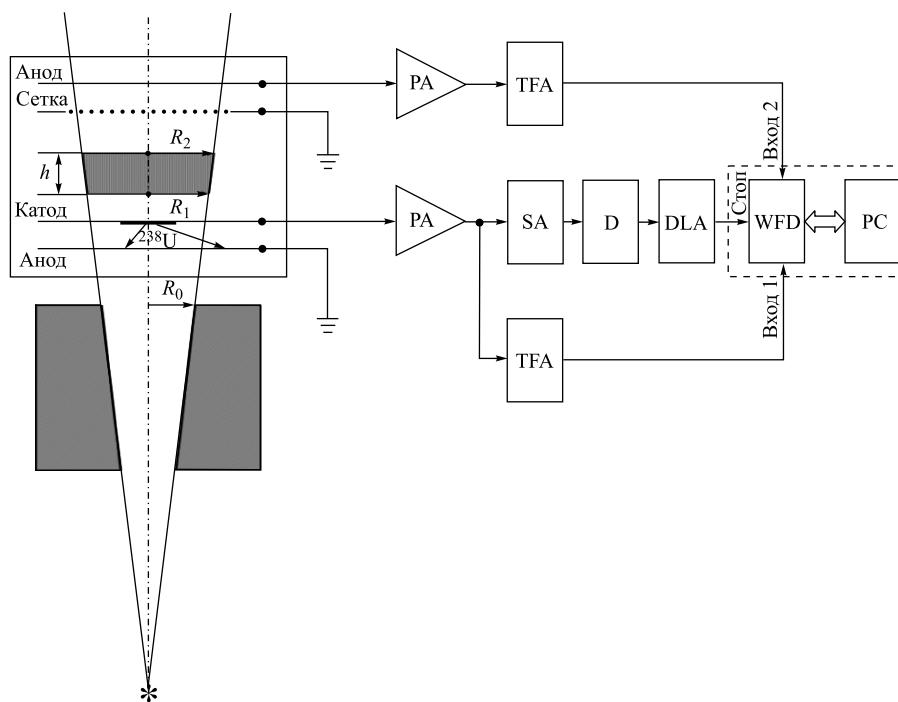 Анод
Сетка
R₂
h
R₁
Катод
²³⁸U
Анод
R₀
*
PA
TFA
Вход 2
PA
SA
D
DLA
Стоп
WFD
PC
Вход 1
TFA